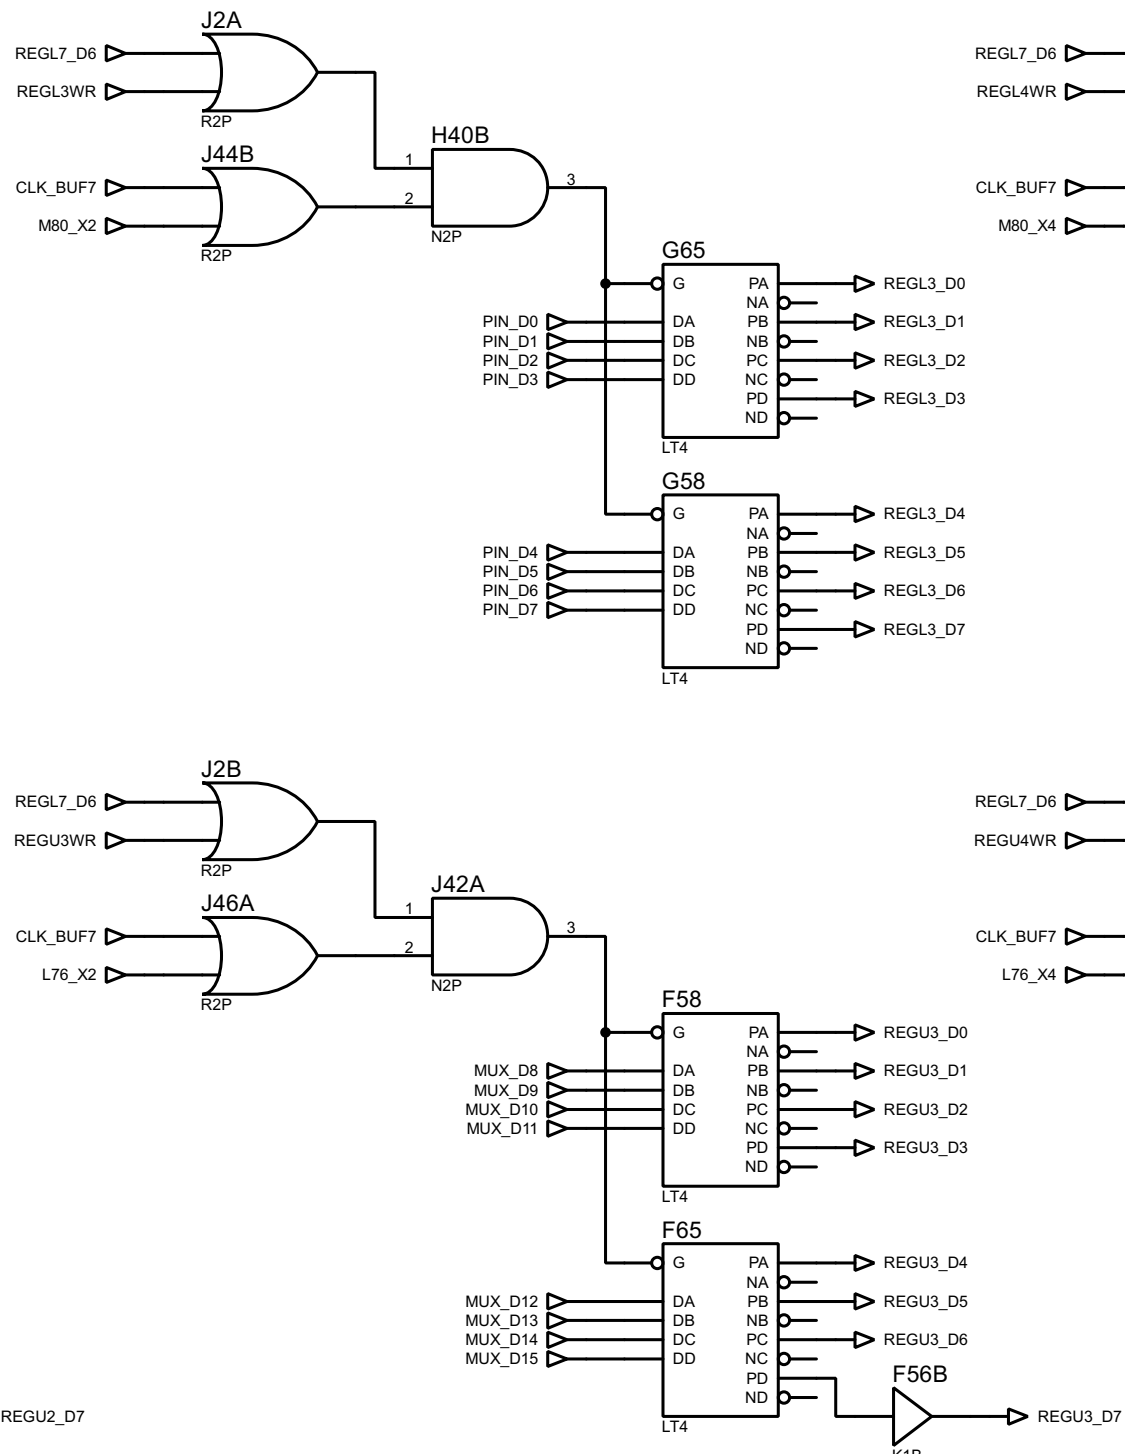 J2A
REGL7_D6
REGL3WR
R2P
J44B
CLK_BUF7
M80_X2
R2P
H40B
1
2
3
N2P
REGL7_D6
REGL4WR
CLK_BUF7
M80_X4
G65
G PA REGL3_D0
NA
PIN_D0 DA PB REGL3_D1
PIN_D1 DB NB
PIN_D2 DC PC REGL3_D2
PIN_D3 DD NC
PD REGL3_D3
ND
LT4
G58
G PA REGL3_D4
NA
PIN_D4 DA PB REGL3_D5
PIN_D5 DB NB
PIN_D6 DC PC REGL3_D6
PIN_D7 DD NC
PD REGL3_D7
ND
LT4
J2B
REGL7_D6
REGU3WR
R2P
J46A
CLK_BUF7
L76_X2
R2P
J42A
1
2
3
N2P
REGL7_D6
REGU4WR
CLK_BUF7
L76_X4
F58
G PA REGU3_D0
NA
MUX_D8 DA PB REGU3_D1
MUX_D9 DB NB
MUX_D10 DC PC REGU3_D2
MUX_D11 DD NC
PD REGU3_D3
ND
LT4
F65
G PA REGU3_D4
NA
MUX_D12 DA PB REGU3_D5
MUX_D13 DB NB
MUX_D14 DC PC REGU3_D6
MUX_D15 DD NC
PD
ND
LT4
F56B
REGU3_D7
K1B
REGU2_D7